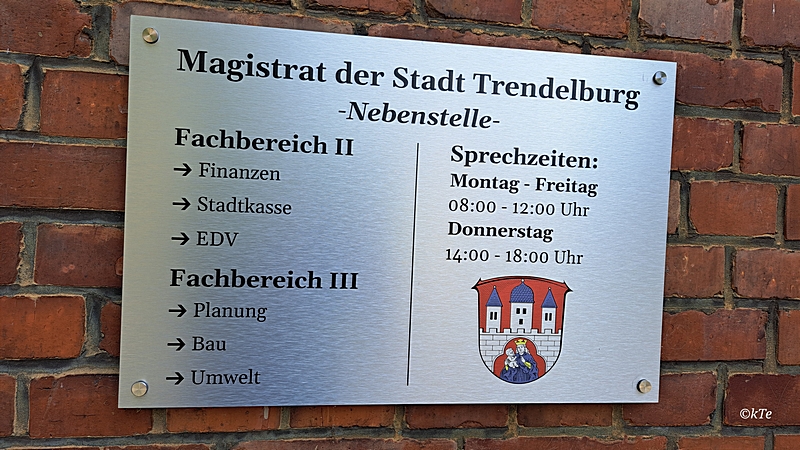 Magistrat der Stadt Trendelburg
-Nebenstelle-
Fachbereich II
➔ Finanzen
➔ Stadtkasse
➔ EDV
Fachbereich III
➔ Planung
➔ Bau
➔ Umwelt
Sprechzeiten:
Montag - Freitag
08:00 - 12:00 Uhr
Donnerstag
14:00 - 18:00 Uhr
©kTe